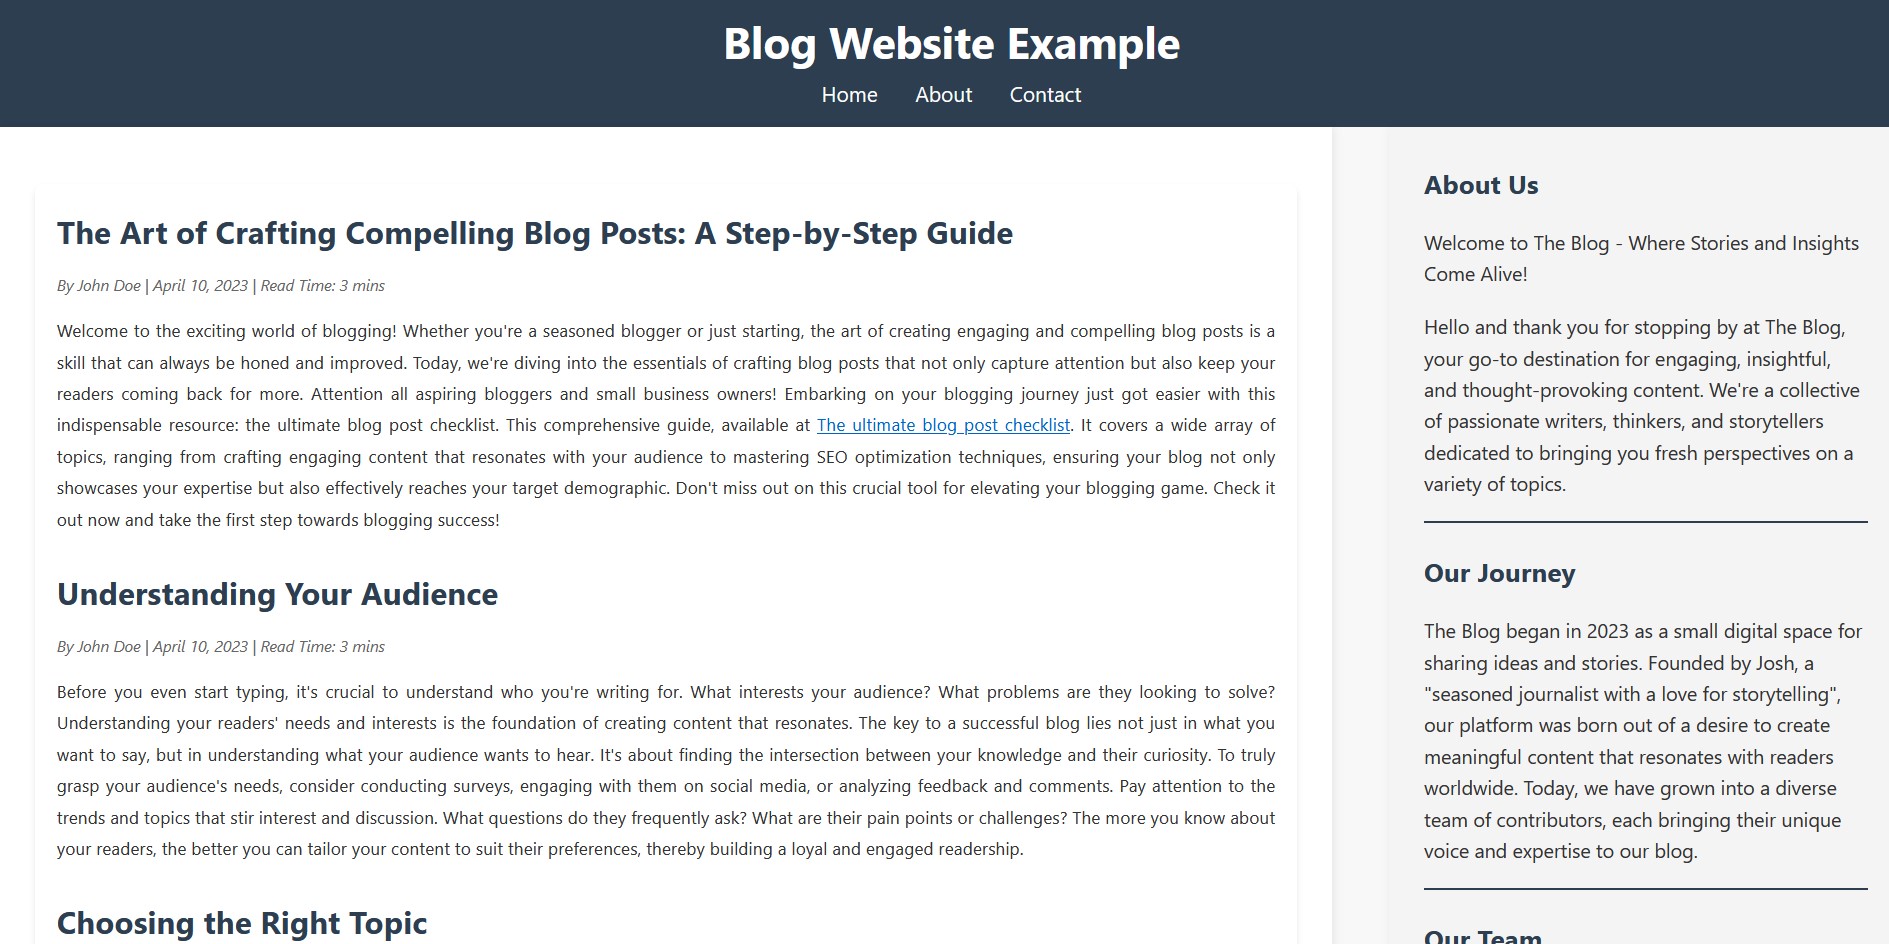 Blog Website Example
Home About Contact
The Art of Crafting Compelling Blog Posts: A Step-by-Step Guide
By John Doe | April 10, 2023 | Read Time: 3 mins
Welcome to the exciting world of blogging! Whether you're a seasoned blogger or just starting, the art of creating engaging and compelling blog posts is a
skill that can always be honed and improved. Today, we're diving into the essentials of crafting blog posts that not only capture attention but also keep your
readers coming back for more. Attention all aspiring bloggers and small business owners! Embarking on your blogging journey just got easier with this
indispensable resource: the ultimate blog post checklist. This comprehensive guide, available at The ultimate blog post checklist. It covers a wide array of
topics, ranging from crafting engaging content that resonates with your audience to mastering SEO optimization techniques, ensuring your blog not only
showcases your expertise but also effectively reaches your target demographic. Don't miss out on this crucial tool for elevating your blogging game. Check it
out now and take the first step towards blogging success!
Understanding Your Audience
By John Doe | April 10, 2023 | Read Time: 3 mins
Before you even start typing, it's crucial to understand who you're writing for. What interests your audience? What problems are they looking to solve?
Understanding your readers' needs and interests is the foundation of creating content that resonates. The key to a successful blog lies not just in what you
want to say, but in understanding what your audience wants to hear. It's about finding the intersection between your knowledge and their curiosity. To truly
grasp your audience's needs, consider conducting surveys, engaging with them on social media, or analyzing feedback and comments. Pay attention to the
trends and topics that stir interest and discussion. What questions do they frequently ask? What are their pain points or challenges? The more you know about
your readers, the better you can tailor your content to suit their preferences, thereby building a loyal and engaged readership.
Choosing the Right Topic
About Us
Welcome to The Blog - Where Stories and Insights
Come Alive!
Hello and thank you for stopping by at The Blog,
your go-to destination for engaging, insightful,
and thought-provoking content. We're a collective
of passionate writers, thinkers, and storytellers
dedicated to bringing you fresh perspectives on a
variety of topics.
Our Journey
The Blog began in 2023 as a small digital space for
sharing ideas and stories. Founded by Josh, a
"seasoned journalist with a love for storytelling",
our platform was born out of a desire to create
meaningful content that resonates with readers
worldwide. Today, we have grown into a diverse
team of contributors, each bringing their unique
voice and expertise to our blog.
Our Team